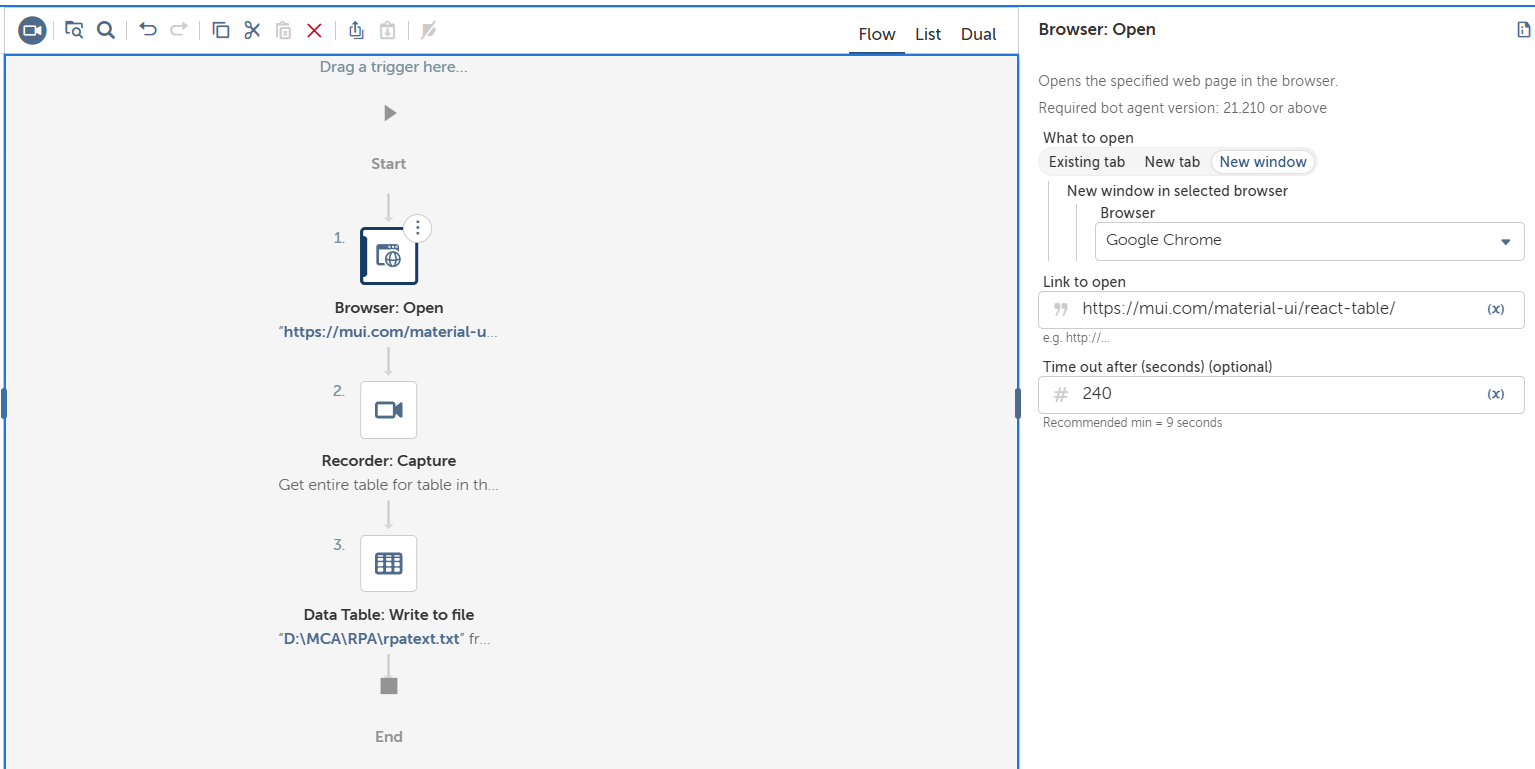 Flow List Dual
Drag a trigger here...
Start
1.
Browser: Open
“https://mui.com/material-u...
2.
Recorder: Capture
Get entire table for table in th...
3.
Data Table: Write to file
“D:\MCA\RPA\rpatext.txt” fr...
End
Browser: Open
Opens the specified web page in the browser.
Required bot agent version: 21.210 or above
What to open
Existing tab New tab New window
New window in selected browser
Browser
Google Chrome
Link to open
https://mui.com/material-ui/react-table/ (x)
e.g. http://...
Time out after (seconds) (optional)
# 240 (x)
Recommended min = 9 seconds